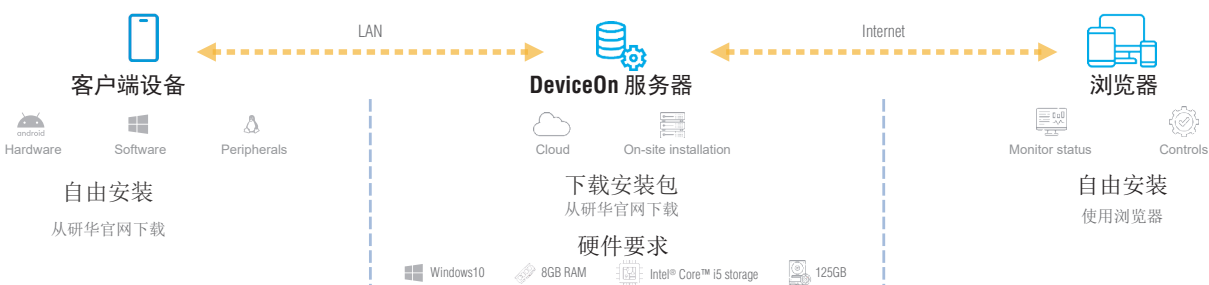 LAN
Internet
客户端设备
DeviceOn 服务器
浏览器
android
Hardware
Software
Peripherals
Cloud
On-site installation
Monitor status
Controls
自由安装
从研华官网下载
下载安装包
从研华官网下载
自由安装
使用浏览器
硬件要求
Windows10
8GB RAM
Intel® Core™ i5 storage
125GB